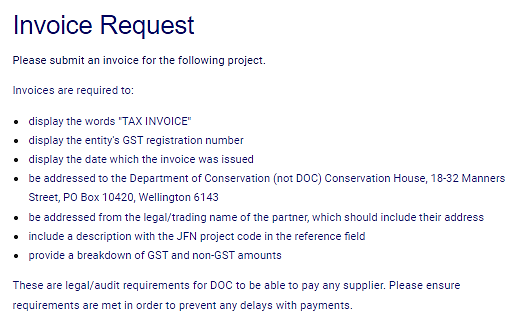 Invoice Request
Please submit an invoice for the following project.
Invoices are required to:
• display the words "TAX INVOICE"
• display the entity's GST registration number
• display the date which the invoice was issued
• be addressed to the Department of Conservation (not DOC) Conservation House, 18-32 Manners
Street, PO Box 10420, Wellington 6143
• be addressed from the legal/trading name of the partner, which should include their address
• include a description with the JFN project code in the reference field
• provide a breakdown of GST and non-GST amounts
These are legal/audit requirements for DOC to be able to pay any supplier. Please ensure
requirements are met in order to prevent any delays with payments.